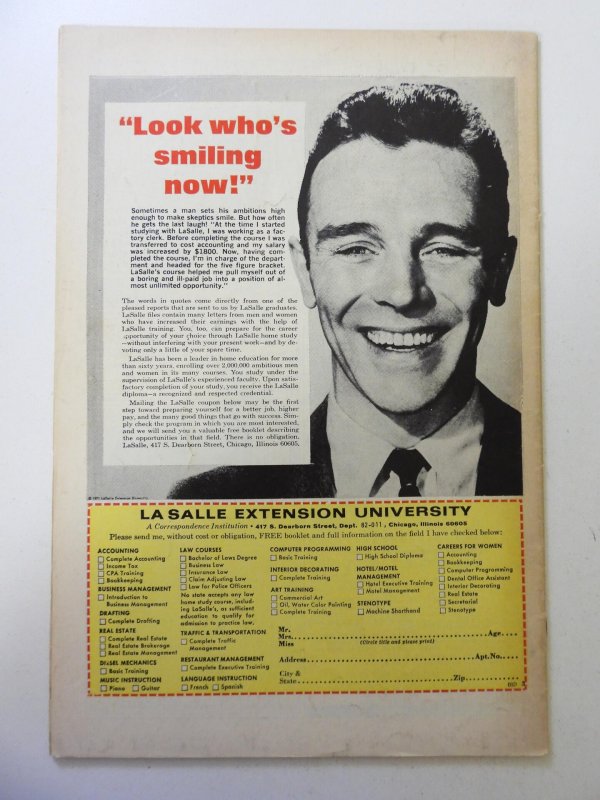 “Look who's
smiling
now!”
Sometimes a man sets his ambitions high
enough to make skeptics smile. But how often
he gets the last laugh! “At the time I started
studying with LaSalle, I was working as a fac-
tory clerk. Before completing the course I was
transferred to cost accounting and my salary
was increased by $1800. Now, having com-
pleted the course, I'm in charge of the depart-
ment and headed for the five figure bracket.
LaSalle's course helped me pull myself out of
a boring and ill-paid job into a position of al-
most unlimited opportunity.”
The words in quotes come directly from one of the
pleased reports that are sent to us by LaSalle graduates.
LaSalle files contain many letters from men and women
who have increased their earnings with the help of
LaSalle training. You, too, can prepare for the career
opportunity of your choice through LaSalle home study
—without interfering with your present work—and by de-
voting only a little of your spare time.
LaSalle has been a leader in home education for more
than sixty years, enrolling over 2,000,000 ambitious men
and women in its many courses. You study under the
supervision of LaSalle's experienced faculty. Upon satis-
factory completion of your study, you receive the LaSalle
diploma—a recognized and respected credential.
Mailing the LaSalle coupon below may be the first
step toward preparing yourself for a better job, higher
pay, and the many good things that go with success. Sim-
ply check the program in which you are most interested,
and we will send you a valuable free booklet describing
the opportunities in that field. There is no obligation.
LaSalle, 417 S. Dearborn Street, Chicago, Illinois 60605.
LaSalle Extension University
LA SALLE EXTENSION UNIVERSITY
A Correspondence Institution • 417 S. Dearborn Street, Dept. 82-011, Chicago, Illinois 60605
Please send me, without cost or obligation, FREE booklet and full information on the field I have checked below:
ACCOUNTING
Complete Accounting
Income Tax
CPA Training
Bookkeeping
BUSINESS MANAGEMENT
Introduction to
Business Management
DRAFTING
Complete Drafting
REAL ESTATE
Complete Real Estate
Real Estate Brokerage
Real Estate Management
DIESEL MECHANICS
Basic Training
MUSIC INSTRUCTION
Piano Guitar
LAW COURSES
Bachelor of Laws Degree
Business Law
Insurance Law
Claim Adjusting Law
Law for Police Officers
No state accepts any law
home study course, includ-
ing LaSalle's, as sufficient
education to qualify for
admission to practice law.
TRAFFIC & TRANSPORTATION
Complete Traffic
Management
RESTAURANT MANAGEMENT
Complete Executive Training
LANGUAGE INSTRUCTION
French Spanish
COMPUTER PROGRAMMING
Basic Training
INTERIOR DECORATING
Complete Training
ART TRAINING
Commercial Art
Oil, Water Color Painting
Complete Training
HIGH SCHOOL
High School Diploma
HOTEL/MOTEL
MANAGEMENT
Hotel Executive Training
Motel Management
STENOTYPE
Machine Shorthand
CAREERS FOR WOMEN
Accounting
Bookkeeping
Computer Programming
Dental Office Assistant
Interior Decorating
Real Estate
Secretarial
Stenotype
Mr.
Mrs. Age
Miss (Circle title and please print)
Address Apt.No.
City &
State Zip